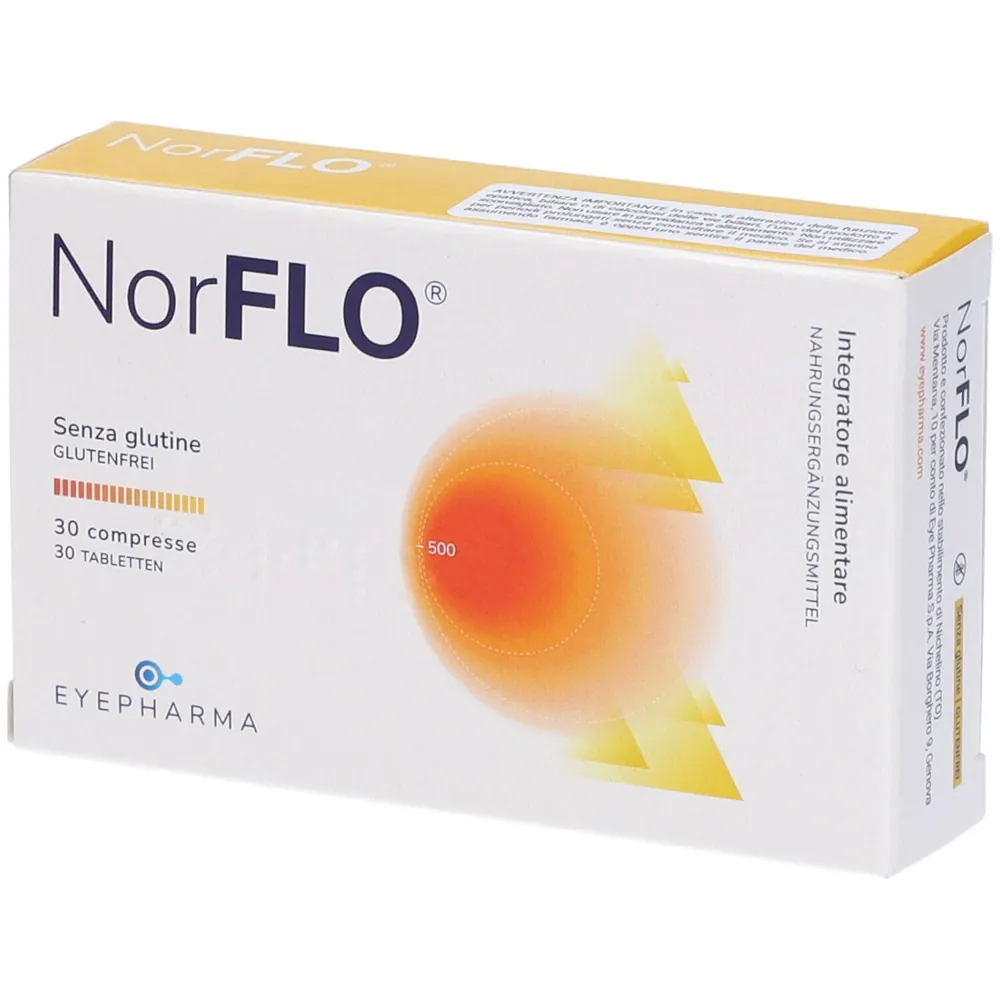 NorFLO®
AVVERTENZA IMPORTANTE In caso di alterazioni della funzione
epatica, biliare o di calcolosi delle vie biliari, l'uso del prodotto è
sconsigliato. Non usare in gravidanza e allattamento. Non utilizzare
per periodi prolungati senza consultare il medico. Se si stanno
assumendo farmaci, è opportuno sentire il parere del medico.
NorFLO®
Senza glutine
GLUTENFREI
30 compresse
30 TABLETTEN
500
EYEPHARMA
Integratore alimentare
NAHRUNGSERGÄNZUNGSMITTEL
NorFLO®
Prodotto e confezionato nello stabilimento di Nichelino (TO)
Via Mentana, 10 per conto di Eye Pharma S.p.A. Via Borghero 9, Genova
www.eyepharma.com
Senza glutine | GLUTENFREI